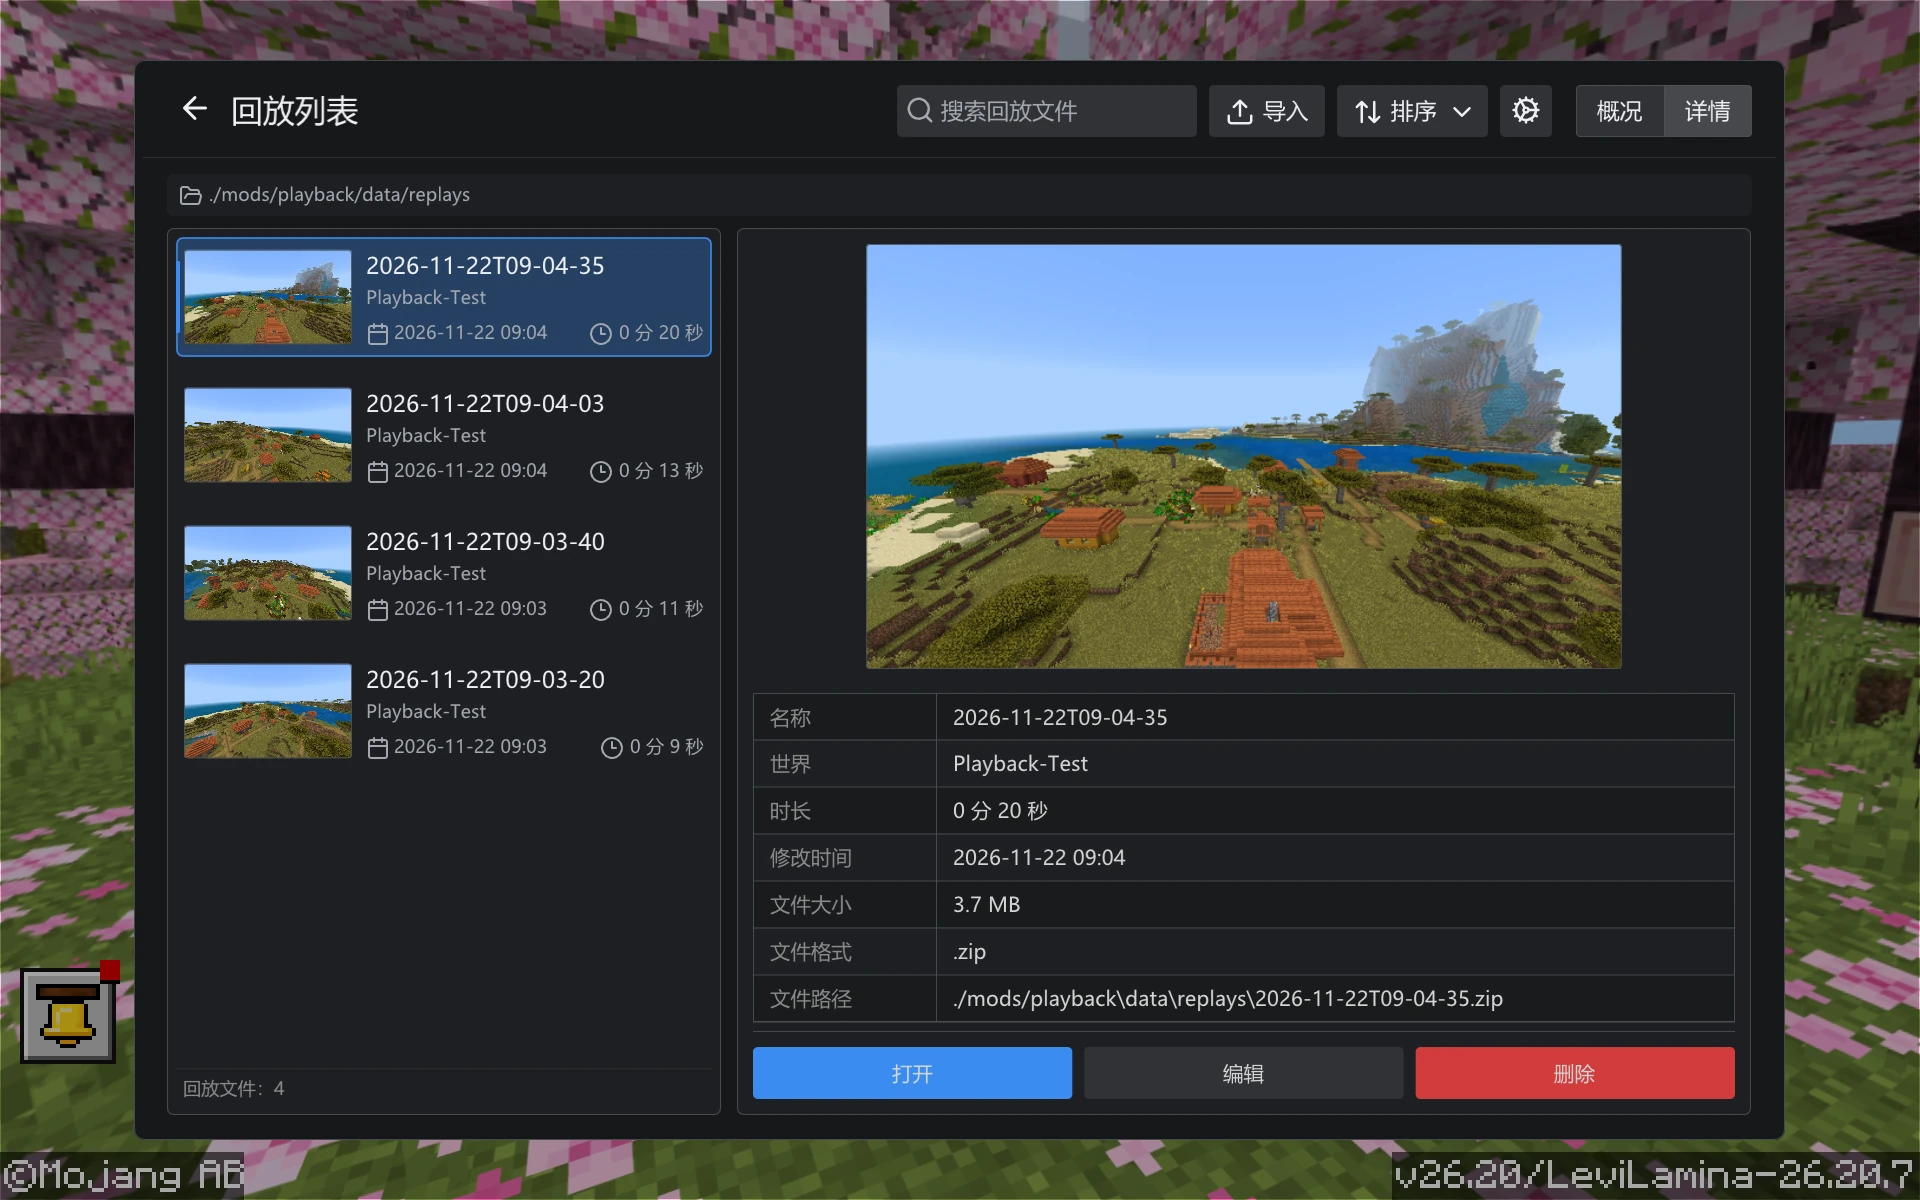 回放列表
搜索回放文件
导入
排序
概况
详情
./mods/playback/data/replays
2026-11-22T09-04-35
Playback-Test
2026-11-22 09:04
0 分 20 秒
2026-11-22T09-04-03
Playback-Test
2026-11-22 09:04
0 分 13 秒
2026-11-22T09-03-40
Playback-Test
2026-11-22 09:03
0 分 11 秒
2026-11-22T09-03-20
Playback-Test
2026-11-22 09:03
0 分 9 秒
回放文件: 4
名称 2026-11-22T09-04-35
世界 Playback-Test
时长 0 分 20 秒
修改时间 2026-11-22 09:04
文件大小 3.7 MB
文件格式 .zip
文件路径 ./mods/playback\data\replays\2026-11-22T09-04-35.zip
打开
编辑
删除
©Mojang AB
v26.20/LeviLamina-26.20.7